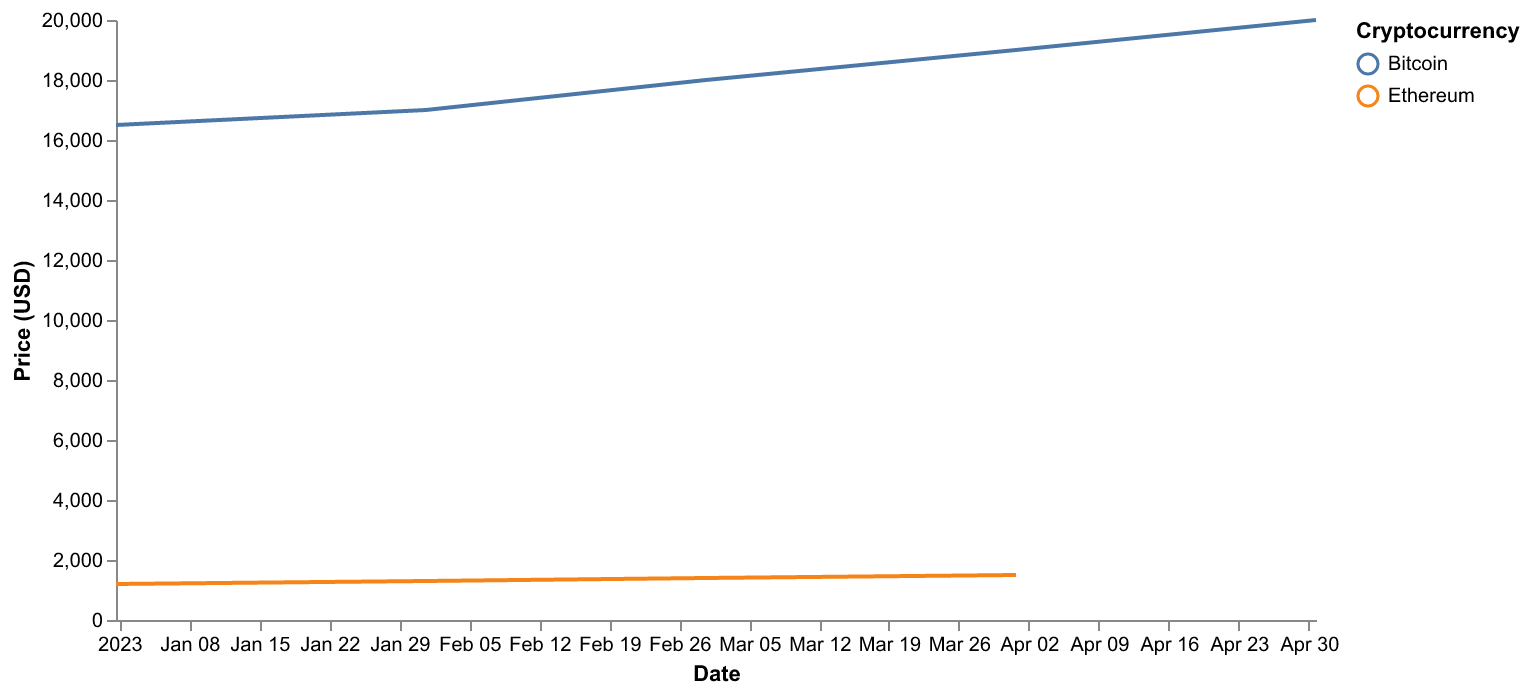 20,000
18,000
16,000
14,000
12,000
10,000
8,000
6,000
4,000
2,000
0
Price (USD)
2023 Jan 08 Jan 15 Jan 22 Jan 29 Feb 05 Feb 12 Feb 19 Feb 26 Mar 05 Mar 12 Mar 19 Mar 26 Apr 02 Apr 09 Apr 16 Apr 23 Apr 30
Date
Cryptocurrency
Bitcoin
Ethereum